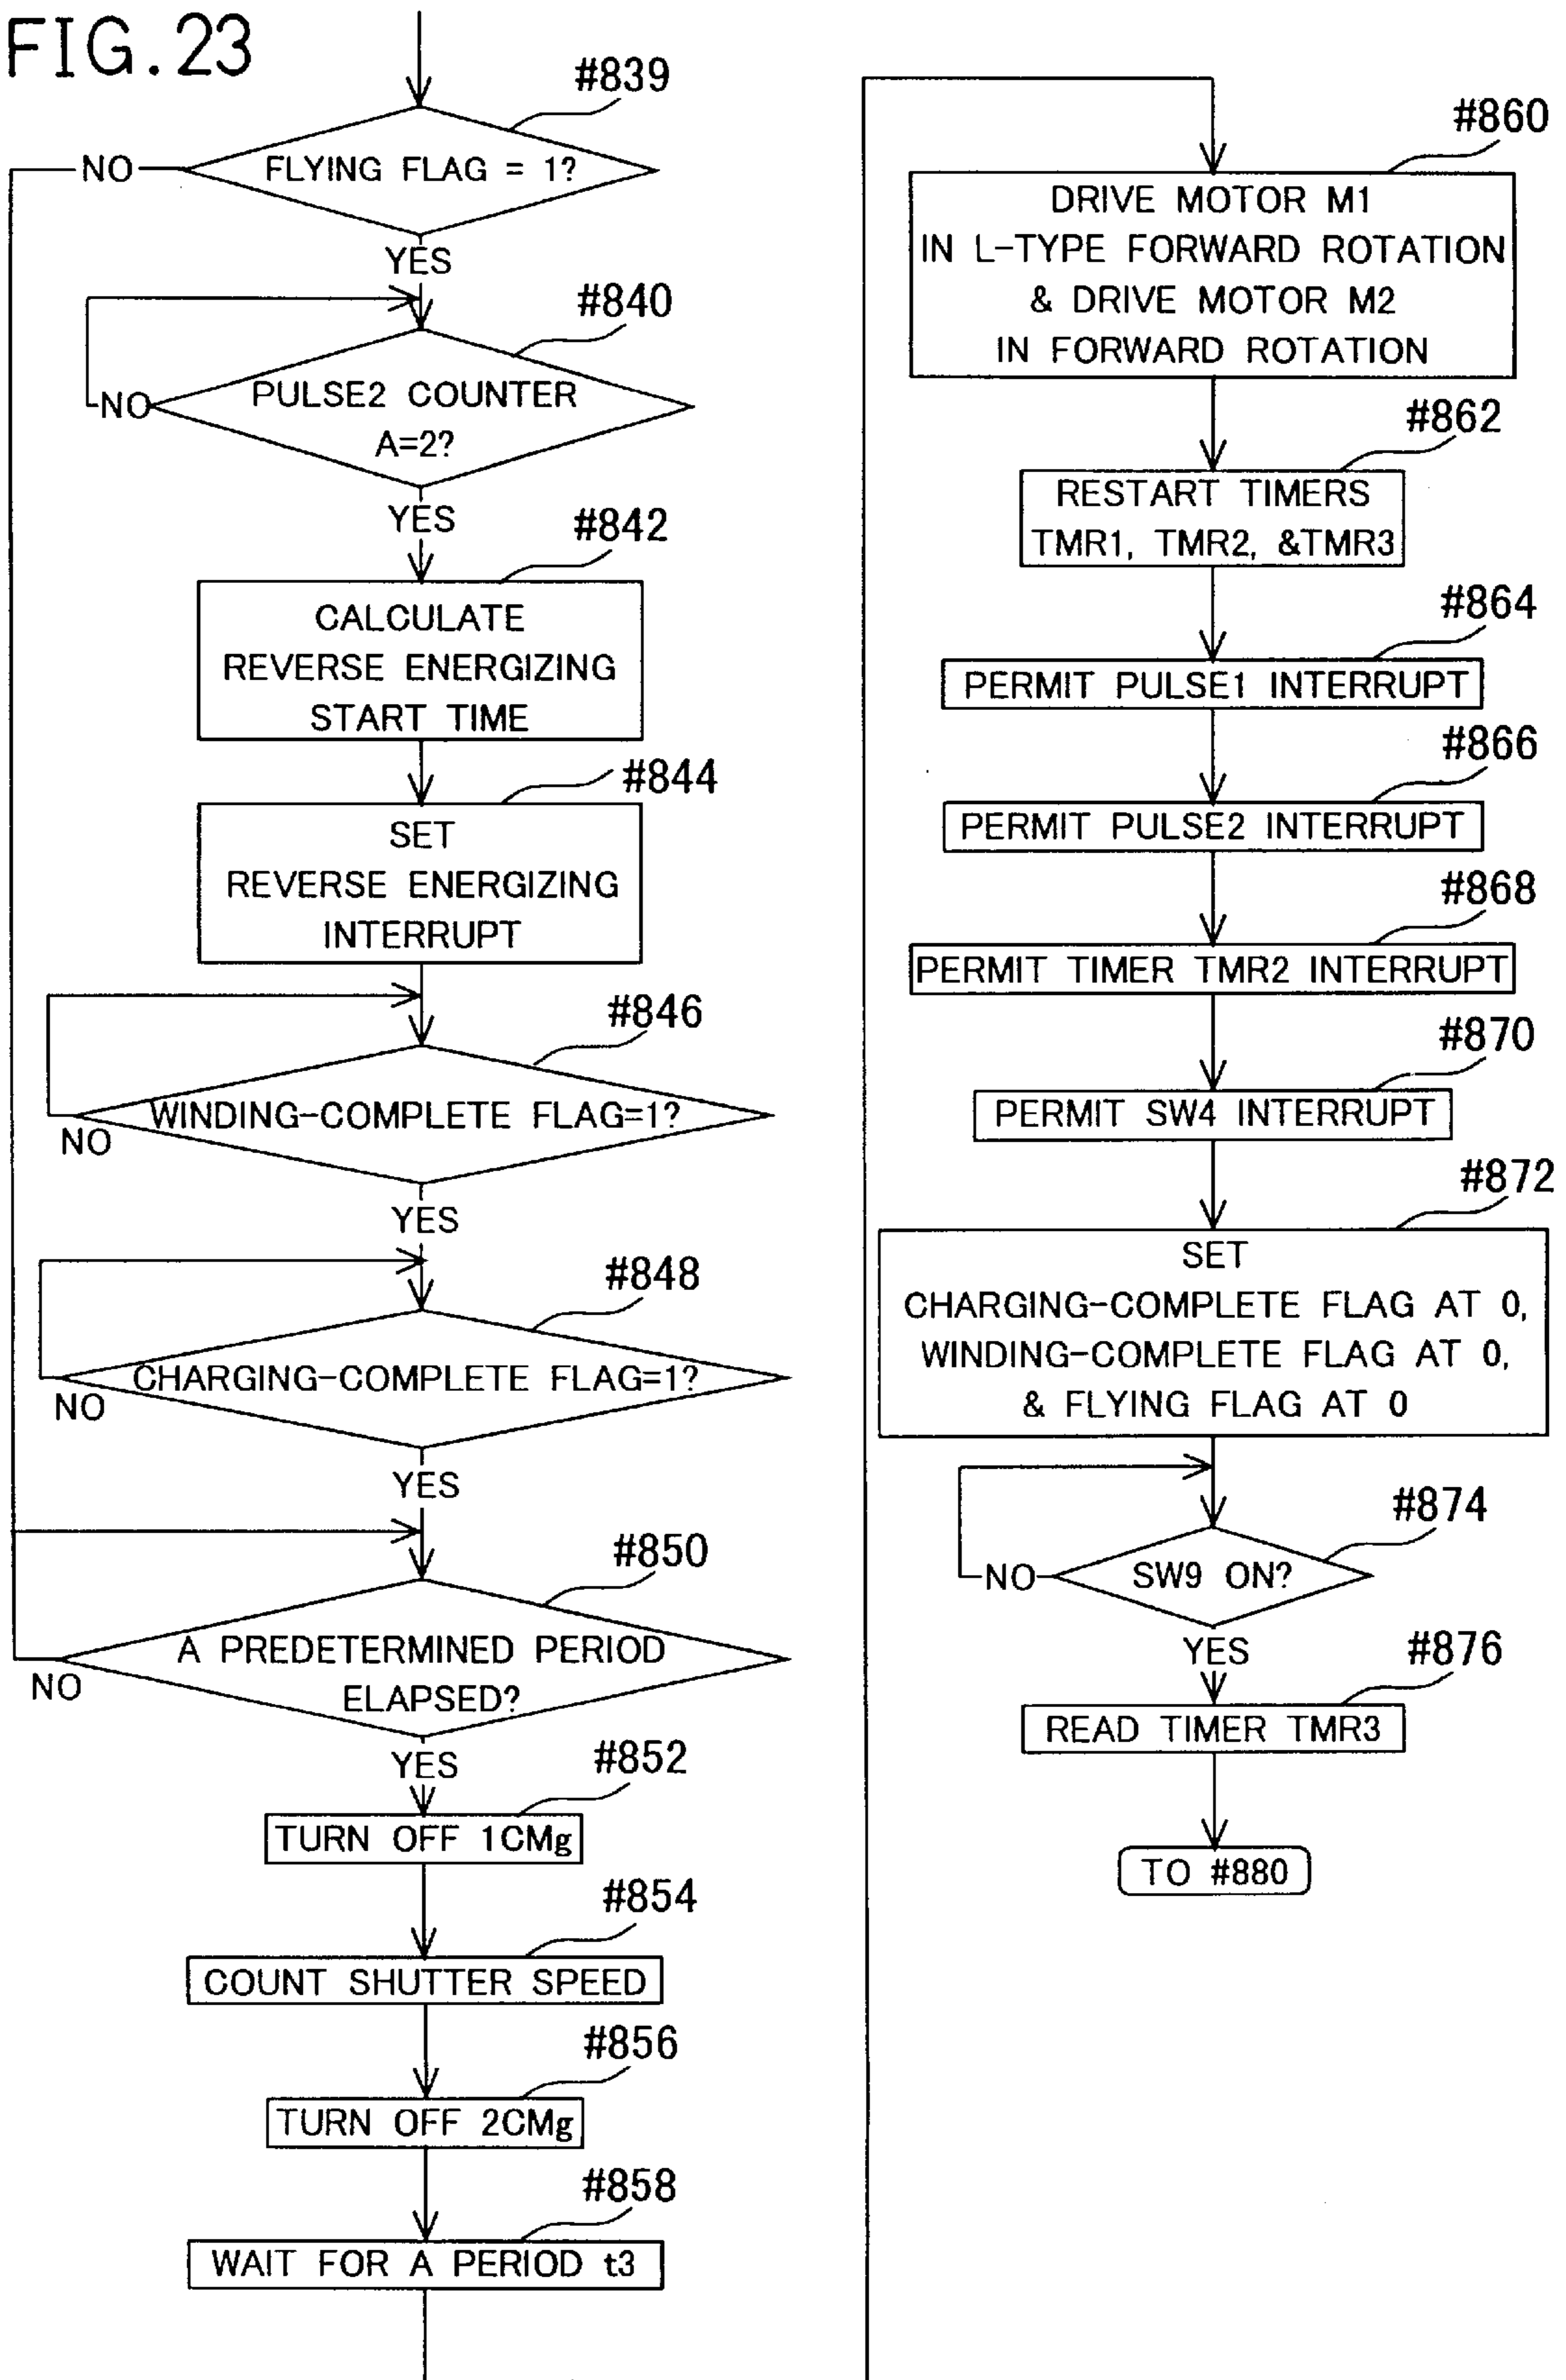 FIG.23
#839
NO
FLYING FLAG = 1?
YES
#840
NO
PULSE2 COUNTER
A=2?
YES
#842
CALCULATE
REVERSE ENERGIZING
START TIME
#844
SET
REVERSE ENERGIZING
INTERRUPT
#846
WINDING-COMPLETE FLAG=1?
NO
YES
#848
CHARGING-COMPLETE FLAG=1?
NO
YES
#850
A PREDETERMINED PERIOD
ELAPSED?
NO
YES
#852
TURN OFF 1CMg
#854
COUNT SHUTTER SPEED
#856
TURN OFF 2CMg
#858
WAIT FOR A PERIOD t3
#860
DRIVE MOTOR M1
IN L-TYPE FORWARD ROTATION
& DRIVE MOTOR M2
IN FORWARD ROTATION
#862
RESTART TIMERS
TMR1, TMR2, &TMR3
#864
PERMIT PULSE1 INTERRUPT
#866
PERMIT PULSE2 INTERRUPT
#868
PERMIT TIMER TMR2 INTERRUPT
#870
PERMIT SW4 INTERRUPT
#872
SET
CHARGING-COMPLETE FLAG AT 0,
WINDING-COMPLETE FLAG AT 0,
& FLYING FLAG AT 0
#874
NO
SW9 ON?
YES
#876
READ TIMER TMR3
TO #880